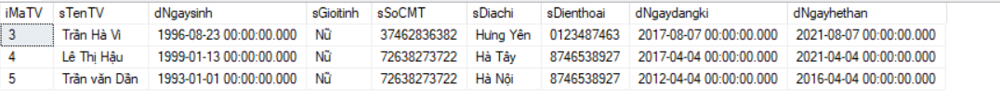 iMaTV sTenTV dNgaysinh sGioitinh sSoCMT sDiachi sDienthoai dNgaydangki dNgayhethan
3 Trần Hà Vi 1996-08-23 00:00:00.000 Nữ 37462836382 Hưng Yên 0123487463 2017-08-07 00:00:00.000 2021-08-07 00:00:00.000
4 Lê Thị Hậu 1999-01-13 00:00:00.000 Nữ 72638273722 Hà Tây 8746538927 2017-04-04 00:00:00.000 2021-04-04 00:00:00.000
5 Trần văn Dần 1993-01-01 00:00:00.000 Nữ 72638273722 Hà Nội 8746538927 2012-04-04 00:00:00.000 2016-04-04 00:00:00.000